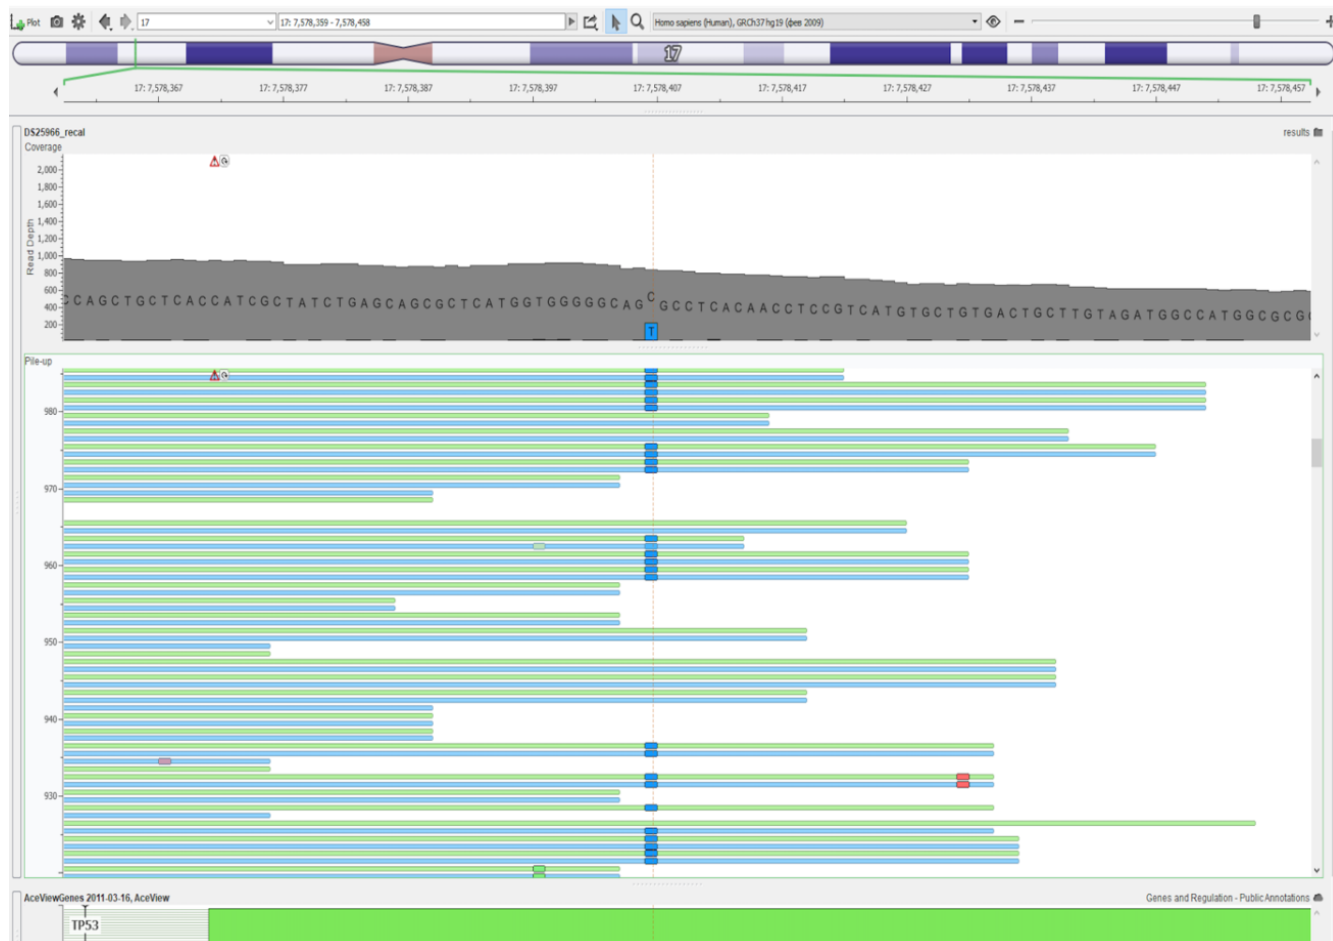 Plot 17 17: 7,578,359 - 7,578,458 Homo sapiens (Human), GRCh37 hg19 (фев 2009)
17
17: 7,578,367 17: 7,578,377 17: 7,578,387 17: 7,578,397 17: 7,578,407 17: 7,578,417 17: 7,578,427 17: 7,578,437 17: 7,578,447 17: 7,578,457
DS25966_recal results
Coverage
2,000
1,800
1,600
1,400
1,200
1,000
800
600
400
200
Read Depth
C C A G C T G C T C A C C A T C G C T A T C T G A G C A G C G C T C A T G G T G G G G G C A G C G C C T C A C A A C C T C C G T C A T G T G C T G T G A C T G C T T G T A G A T G G C C A T G G C G C G
T
Pile-up
980
970
960
950
940
930
AceViewGenes 2011-03-16, AceView Genes and Regulation - Public Annotations
TP53